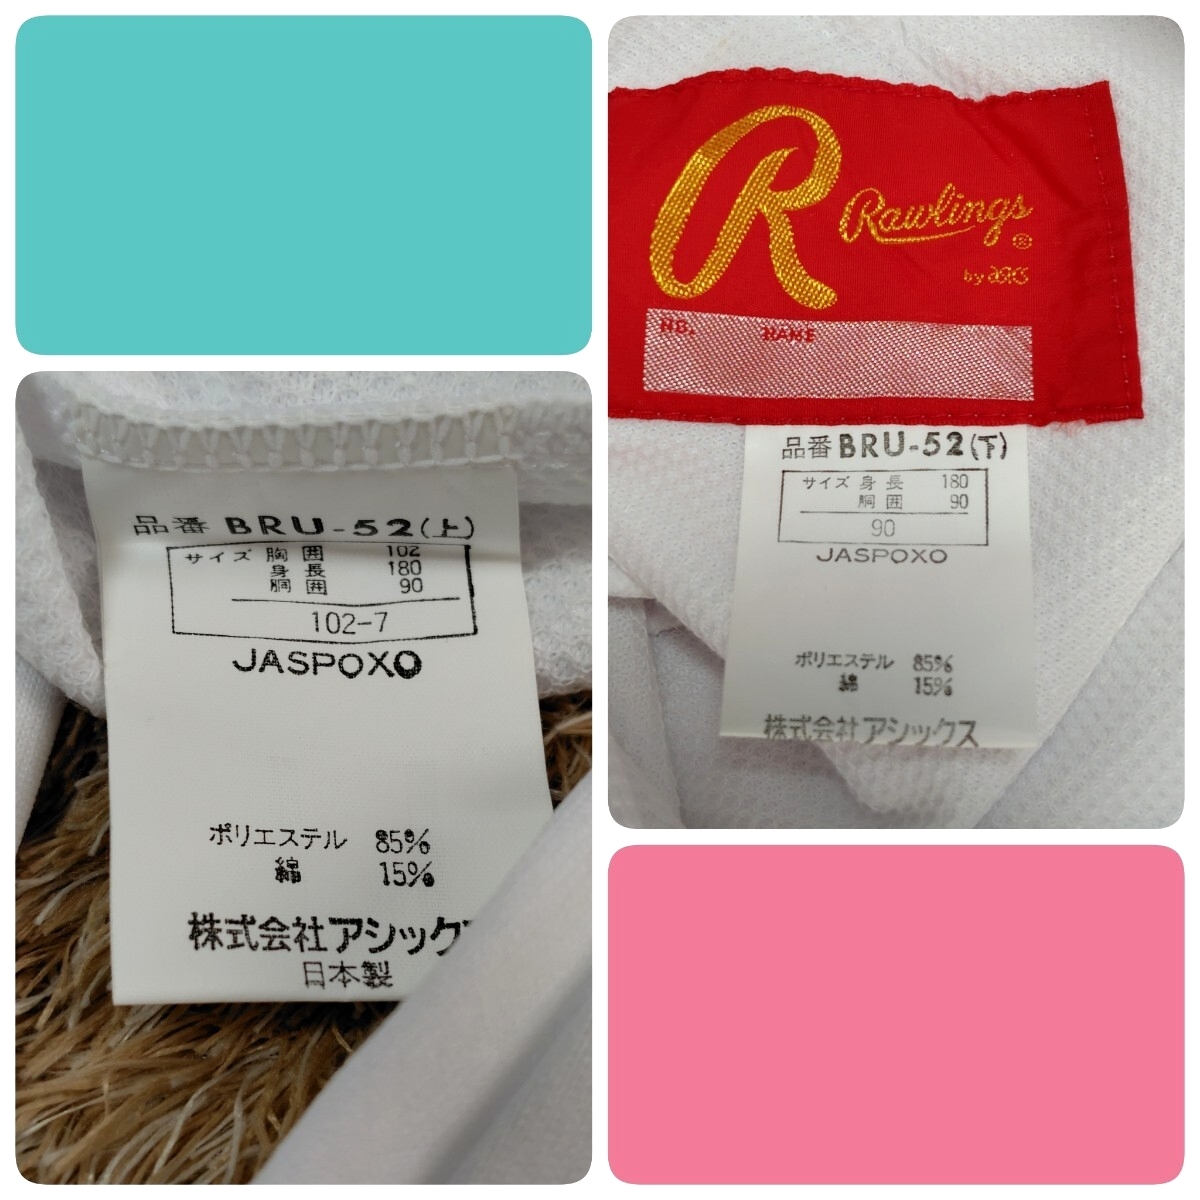 R Rawlings®
by asics
NO. NAME
品番 BRU-52(下)
サイズ 身長 180
胴囲 90
90
JASPOXO
ポリエステル 85%
綿 15%
株式会社アシックス
品番 BRU-52(上)
サイズ 胸囲 102
身長 180
胴囲 90
102-7
JASPOXO
ポリエステル 85%
綿 15%
株式会社アシックス
日本製